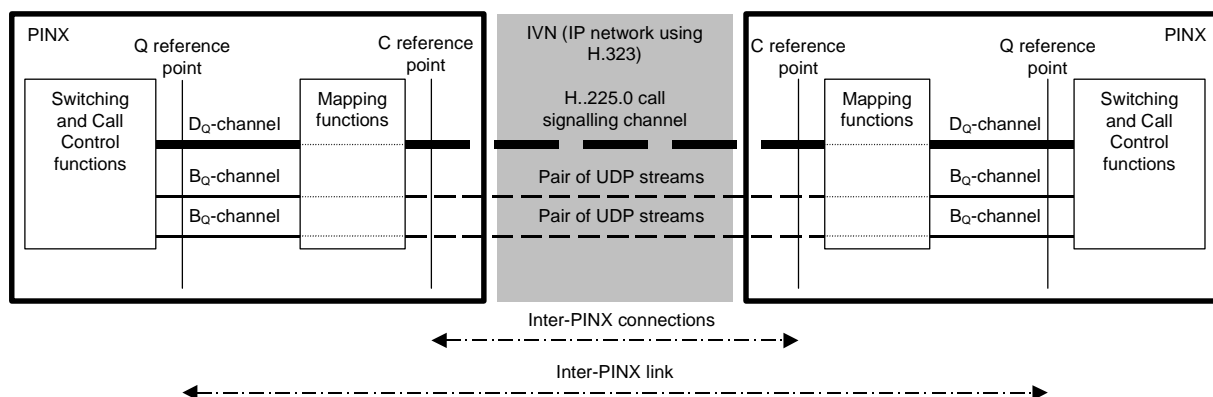 PINX
Q reference
point
C reference
point
IVN (IP network using
H.323)
C reference
point
Q reference
point
PINX
Switching
and Call
Control
functions
DQ-channel
BQ-channel
BQ-channel
Mapping
functions
H..225.0 call
signalling channel
Pair of UDP streams
Pair of UDP streams
Mapping
functions
DQ-channel
BQ-channel
BQ-channel
Switching
and Call
Control
functions
Inter-PINX connections
Inter-PINX link